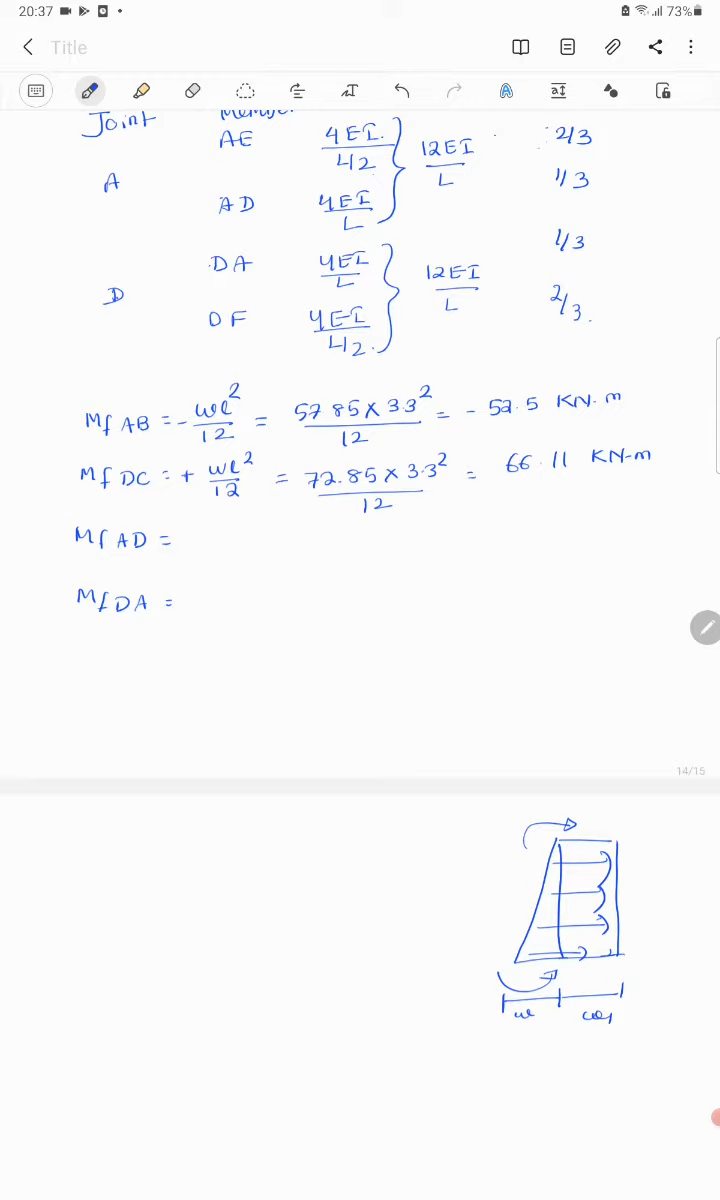 20:37 73%
Title
Joint
AE 4EI/L/2 12EI/L 2/3
A
AD 4EI/L 1/3
DA 4EI/L 12EI/L 1/3
D
DF 4EI/L/2 2/3.
Mf AB = - wl²/12 = 57.85 x 3.3²/12 = - 52.5 KN.m
Mf DC = + wl²/12 = 72.85 x 3.3²/12 = 66.11 KN-m
Mf AD =
Mf DA =
14/15